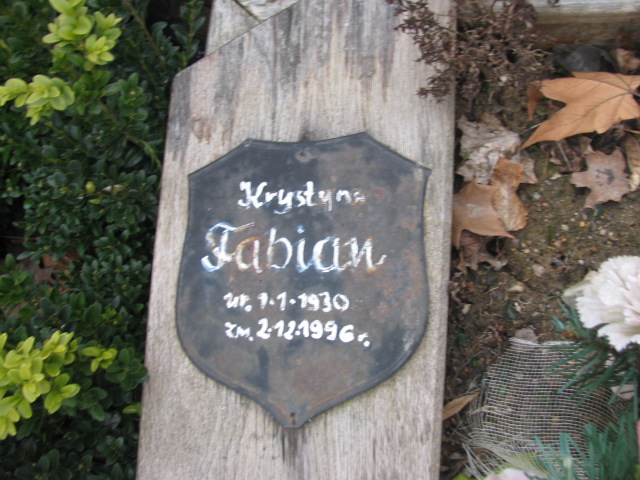 Krystyna
Fabian
ur. 1.1.1930
zm. 2.12.1996 r.